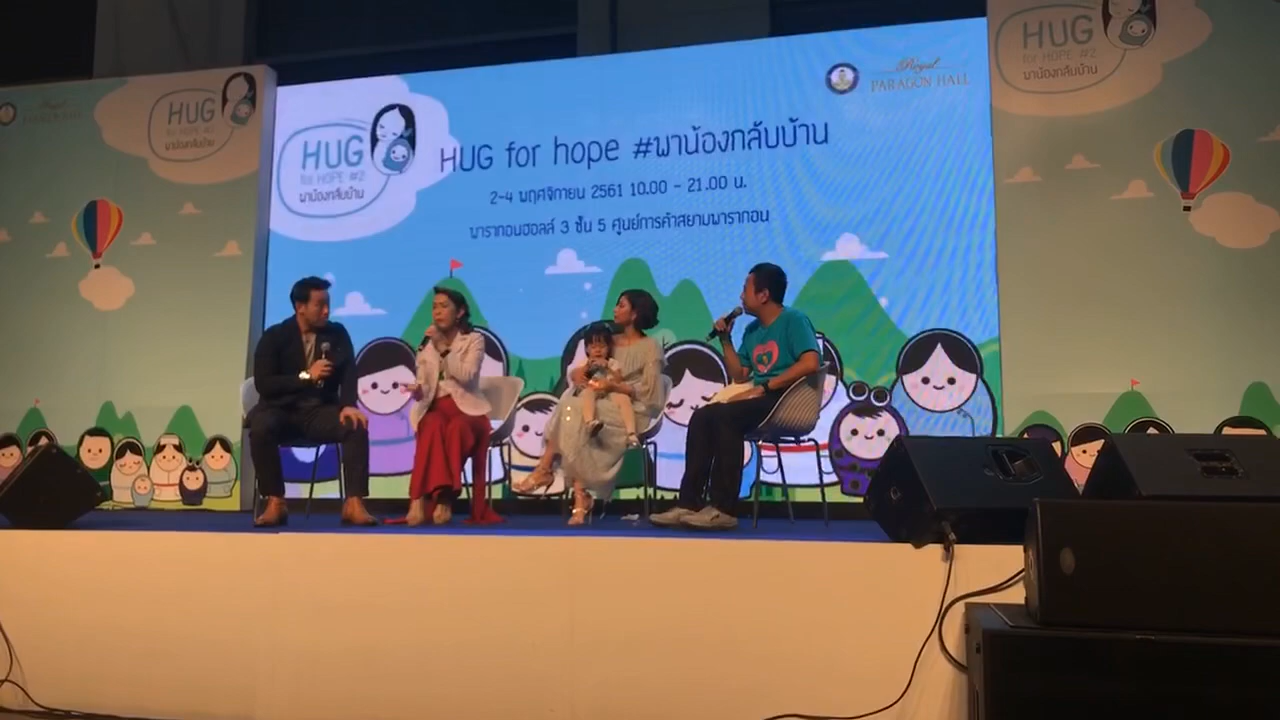 HUG
for HOPE #2
พาน้องกลับบ้าน
HUG for hope #พาน้องกลับบ้าน
2-4 พฤศจิกายน 2561 10.00 - 21.00 น.
พารากอนฮอลล์ 3 ชั้น 5 ศูนย์การค้าสยามพารากอน
Royal
PARAGON HALL
HUG
for HOPE #2
พาน้องกลับบ้าน
PARAGON HALL
HUG
for HOPE #2
พาน้องกลับบ้าน